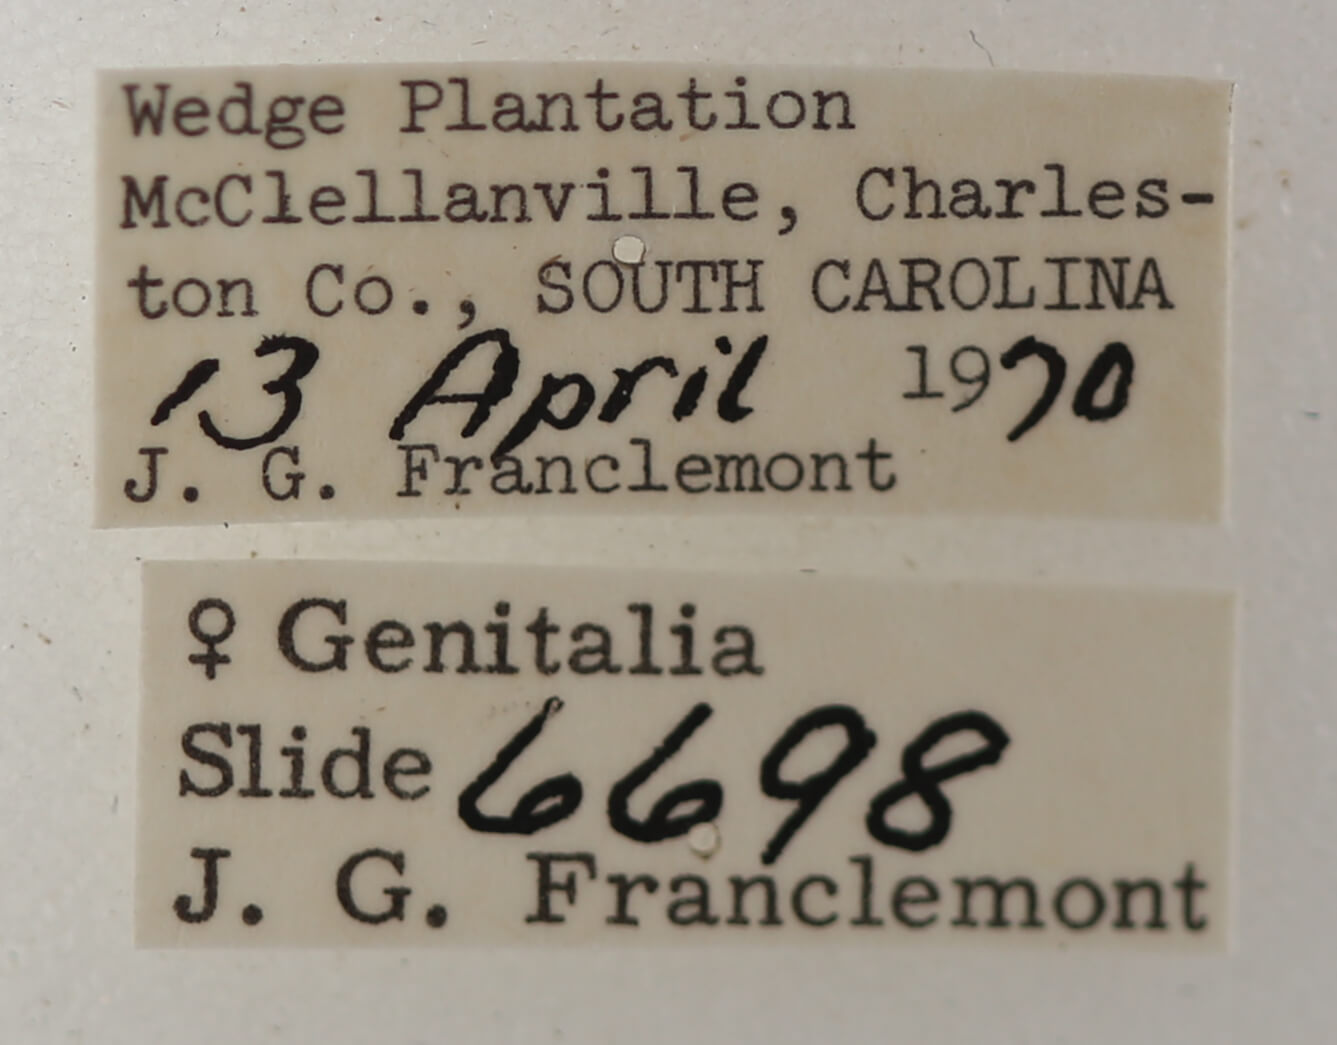 Wedge Plantation
McClellanville, Charles-
ton Co., SOUTH CAROLINA
13 April 1970
J. G. Franclemont
♀ Genitalia
Slide 6698
J. G. Franclemont